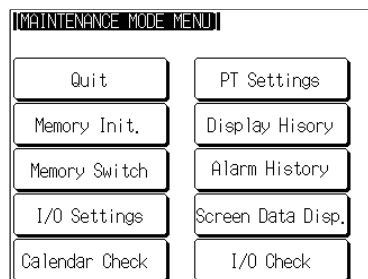 [MAINTENANCE MODE MENU]
Quit
PT Settings
Memory Init.
Display Hisory
Memory Switch
Alarm History
I/O Settings
Screen Data Disp.
Calendar Check
I/O Check